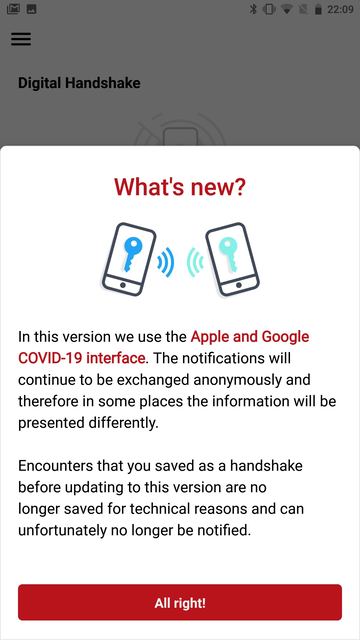 22:09
Digital Handshake
What's new?
In this version we use the Apple and Google
COVID-19 interface. The notifications will
continue to be exchanged anonymously and
therefore in some places the information will be
presented differently.
Encounters that you saved as a handshake
before updating to this version are no
longer saved for technical reasons and can
unfortunately no longer be notified.
All right!